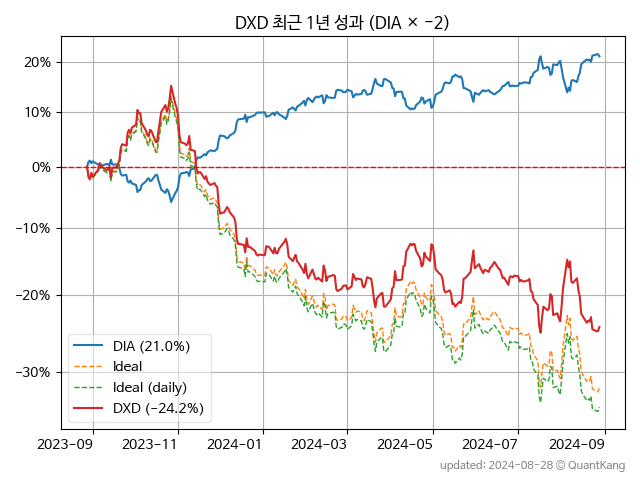 DXD 최근 1년 성과 (DIA × −2)
20%
10%
0%
−10%
−20%
−30%
DIA (21.0%)
Ideal
Ideal (daily)
DXD (−24.2%)
2023-09 2023-11 2024-01 2024-03 2024-05 2024-07 2024-09
updated: 2024-08-28 © QuantKang